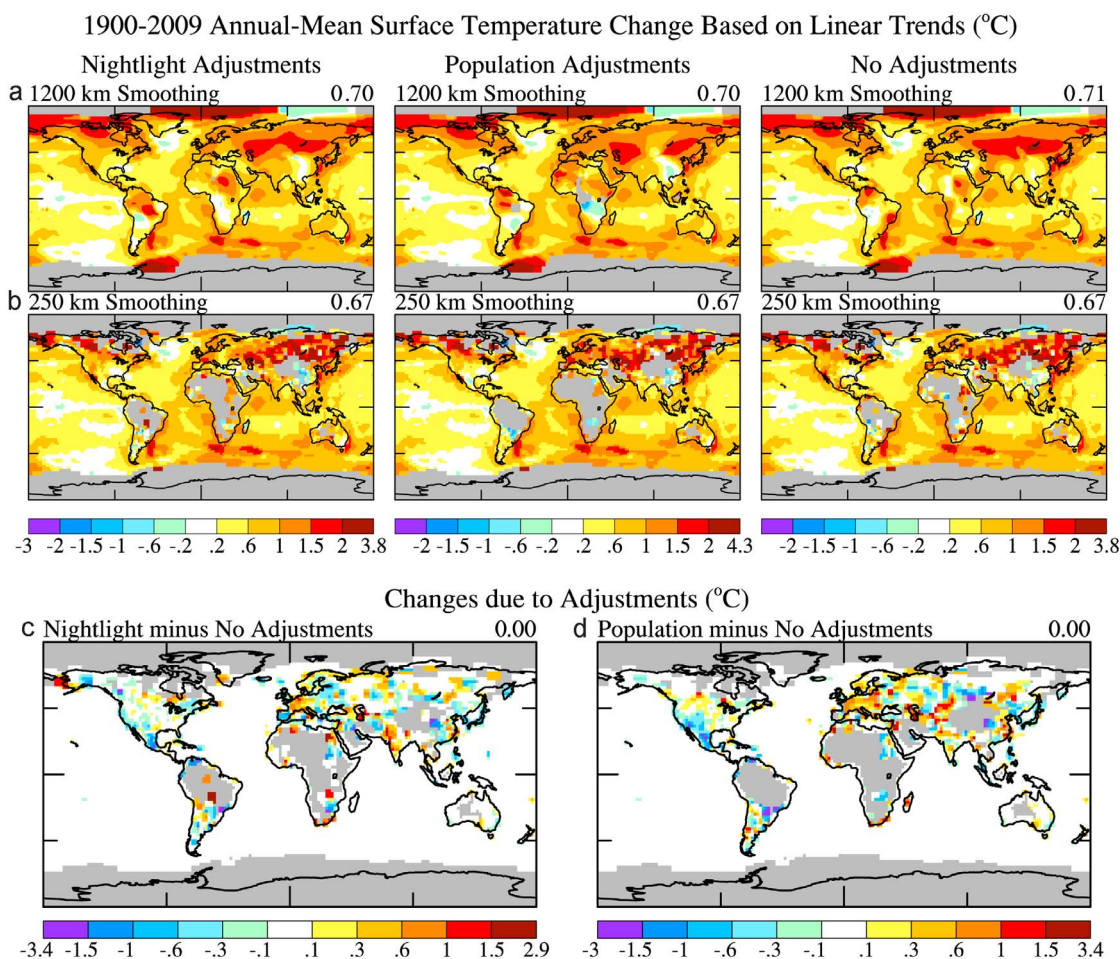 1900-2009 Annual-Mean Surface Temperature Change Based on Linear Trends (°C)
Nightlight Adjustments Population Adjustments No Adjustments
a 1200 km Smoothing 0.70 1200 km Smoothing 0.70 1200 km Smoothing 0.71
b 250 km Smoothing 0.67 250 km Smoothing 0.67 250 km Smoothing 0.67
-3 -2 -1.5 -1 -.6 -.2 .2 .6 1 1.5 2 3.8 -2 -1.5 -1 -.6 -.2 .2 .6 1 1.5 2 4.3 -2 -1.5 -1 -.6 -.2 .2 .6 1 1.5 2 3.8
Changes due to Adjustments (°C)
c Nightlight minus No Adjustments 0.00 d Population minus No Adjustments 0.00
-3.4 -1.5 -1 -.6 -.3 -.1 .1 .3 .6 1 1.5 2.9 -3 -1.5 -1 -.6 -.3 -.1 .1 .3 .6 1 1.5 3.4